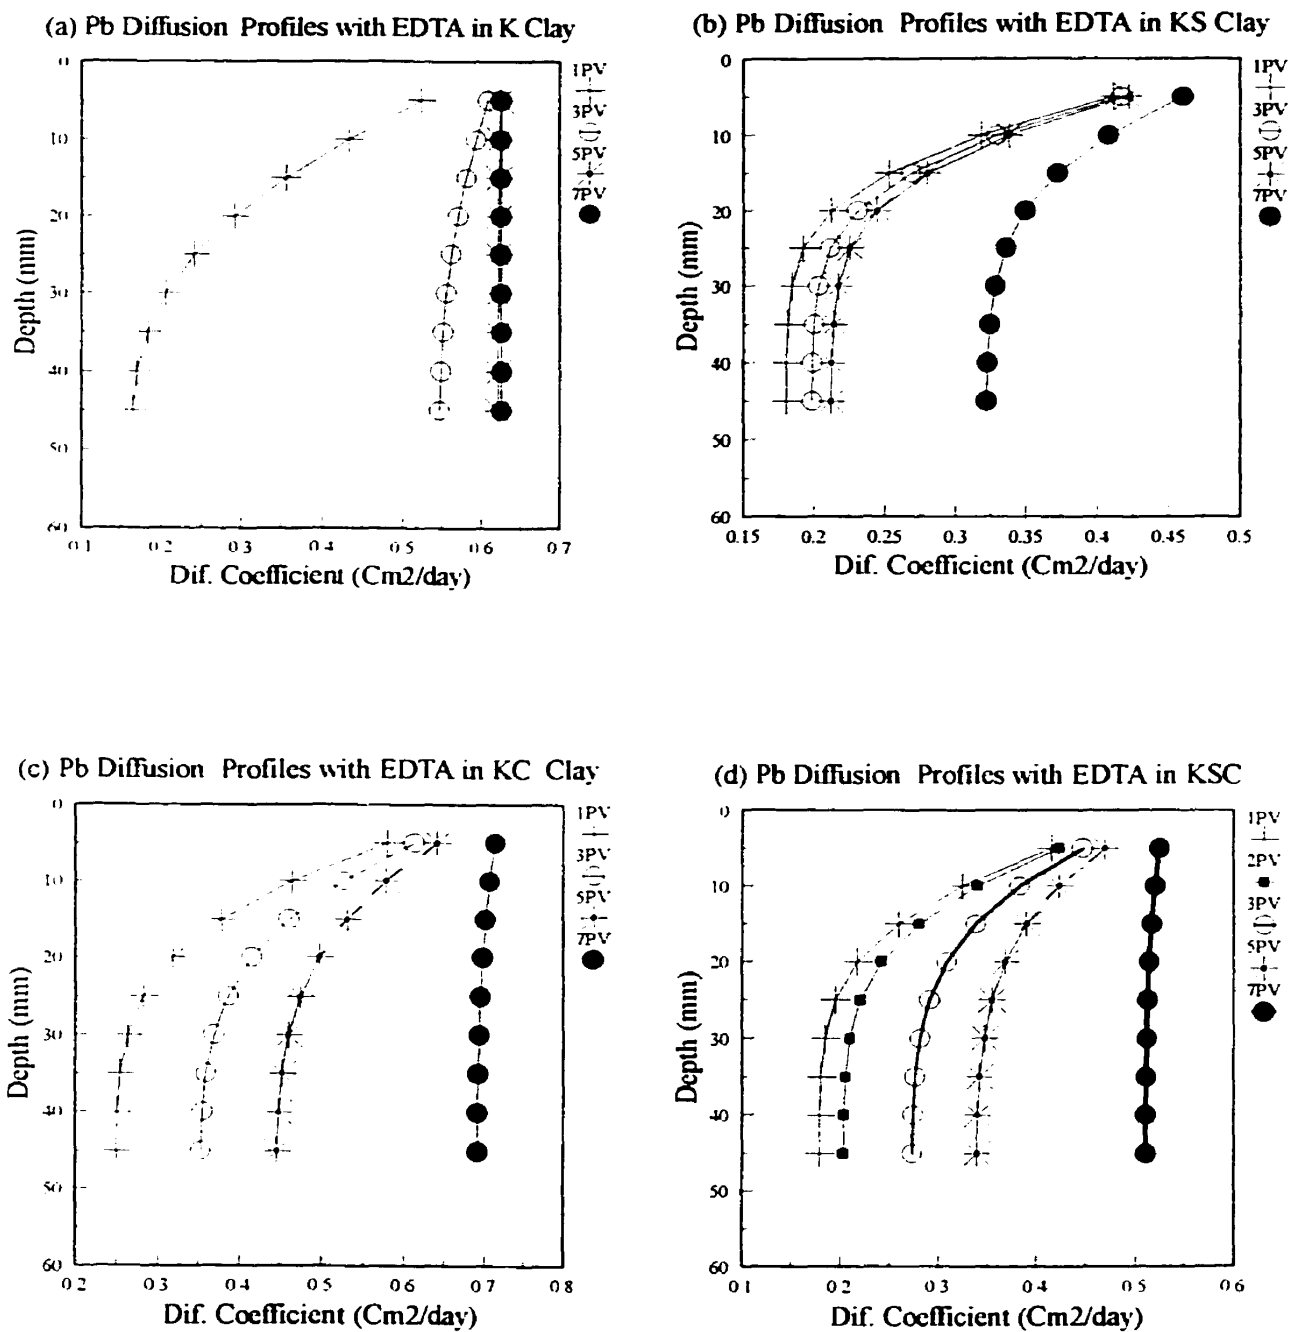 (a) Pb Diffusion Profiles with EDTA in K Clay
0
10
20
30
40
50
60
Depth (mm)
0.1 0.2 0.3 0.4 0.5 0.6 0.7
Dif. Coefficient (Cm2/day)
1PV
3PV
5PV
7PV
(b) Pb Diffusion Profiles with EDTA in KS Clay
0
10
20
30
40
50
60
Depth (mm)
0.15 0.2 0.25 0.3 0.35 0.4 0.45 0.5
Dif. Coefficient (Cm2/day)
1PV
3PV
5PV
7PV
(c) Pb Diffusion Profiles with EDTA in KC Clay
0
10
20
30
40
50
60
Depth (mm)
0.2 0.3 0.4 0.5 0.6 0.7 0.8
Dif. Coefficient (Cm2/day)
1PV
3PV
5PV
7PV
(d) Pb Diffusion Profiles with EDTA in KSC
0
10
20
30
40
50
60
Depth (mm)
0.1 0.2 0.3 0.4 0.5 0.6
Dif. Coefficient (Cm2/day)
1PV
2PV
3PV
5PV
7PV